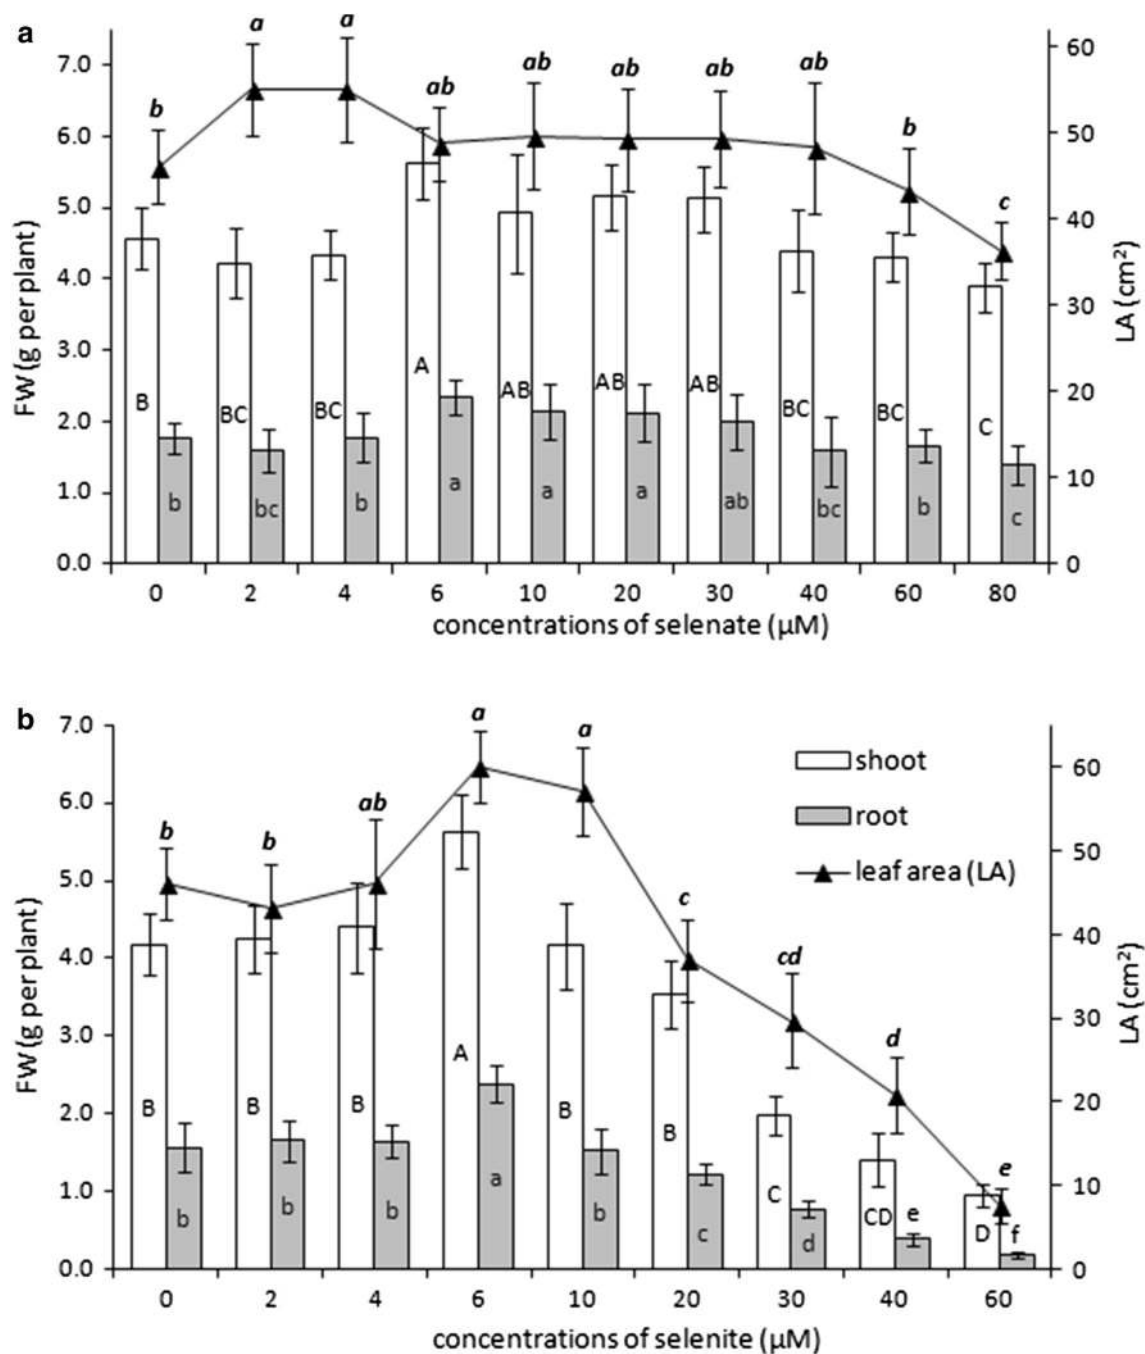 a
FW (g per plant)
7.0
6.0
5.0
4.0
3.0
2.0
1.0
0.0
b a a ab ab ab ab ab b c
B BC BC A AB AB AB BC BC C
b bc b a a a ab bc b c
60
50
40
30
20
10
0
LA (cm²)
0 2 4 6 10 20 30 40 60 80
concentrations of selenate (µM)
b
FW (g per plant)
7.0
6.0
5.0
4.0
3.0
2.0
1.0
0.0
b b ab a a c cd d e
B B B A B B C CD D
b b b a b c d e f
shoot
root
leaf area (LA)
60
50
40
30
20
10
0
LA (cm²)
0 2 4 6 10 20 30 40 60
concentrations of selenite (µM)